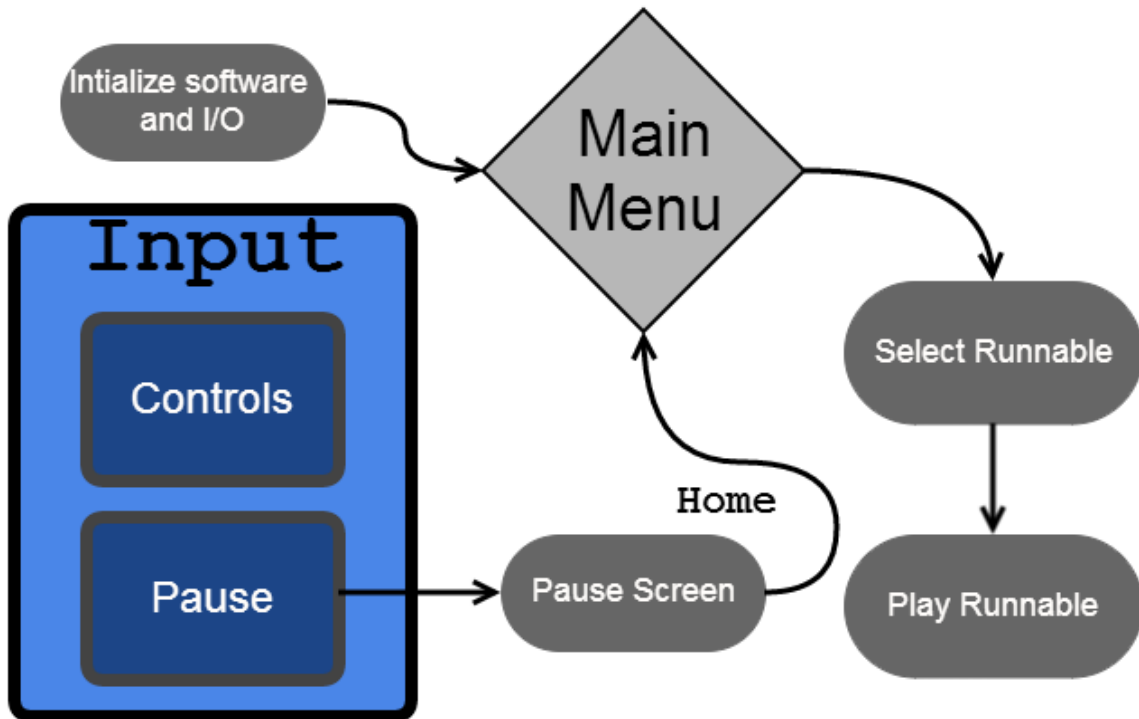 Intialize software
and I/O
Main
Menu
Input
Controls
Select Runnable
Home
Pause
Pause Screen
Play Runnable